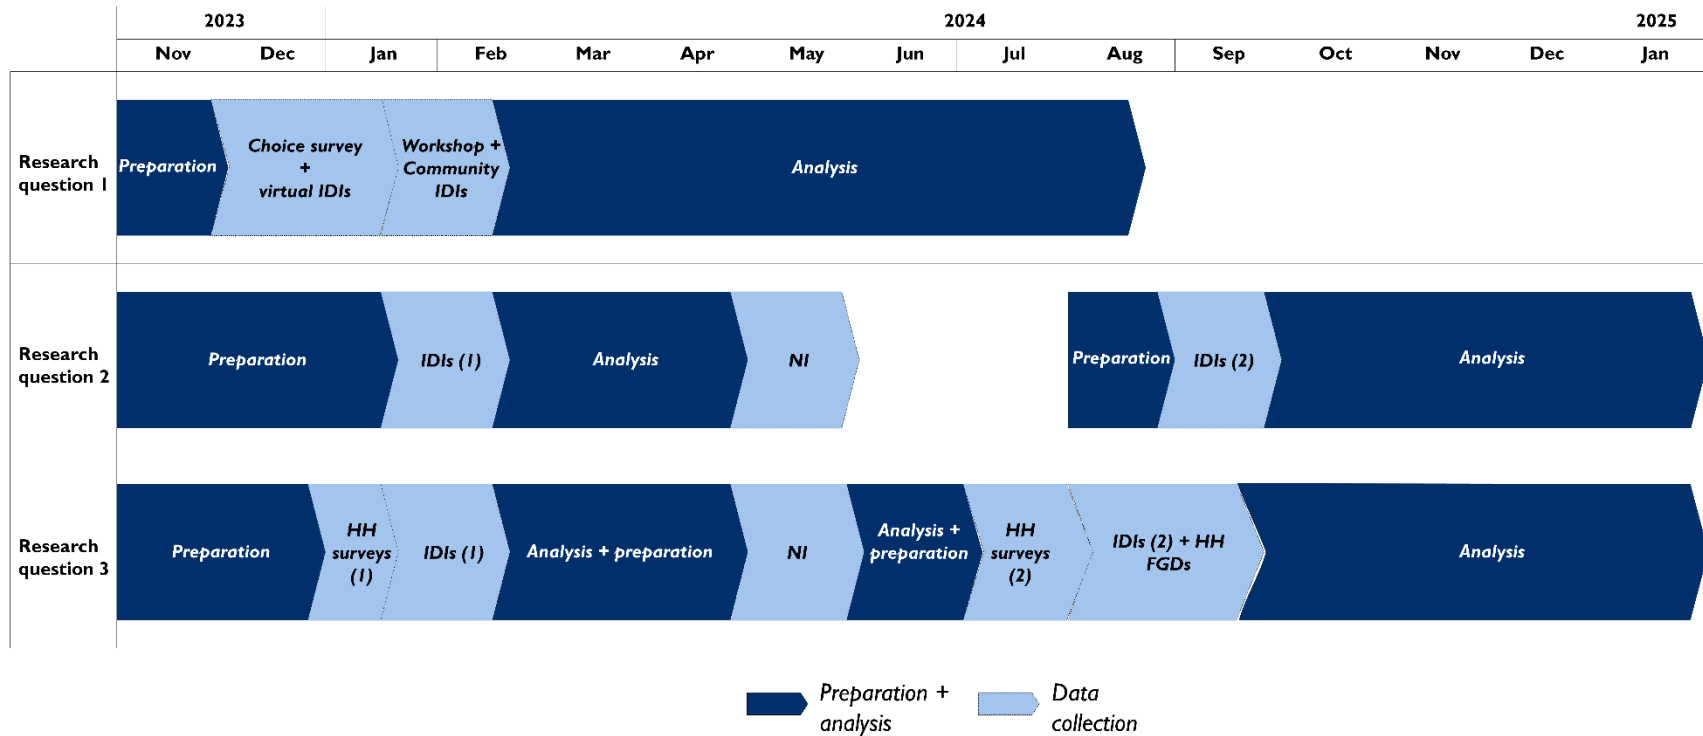 2023
2024
2025
Nov
Dec
Jan
Feb
Mar
Apr
May
Jun
Jul
Aug
Sep
Oct
Nov
Dec
Jan
Research
question 1
Preparation
Choice survey
+
virtual IDIs
Workshop +
Community
IDIs
Analysis
Research
question 2
Preparation
IDIs (1)
Analysis
NI
Preparation
IDIs (2)
Analysis
Research
question 3
Preparation
HH
surveys
(1)
IDIs (1)
Analysis + preparation
NI
Analysis +
preparation
HH
surveys
(2)
IDIs (2) + HH
FGDs
Analysis
Preparation +
analysis
Data
collection